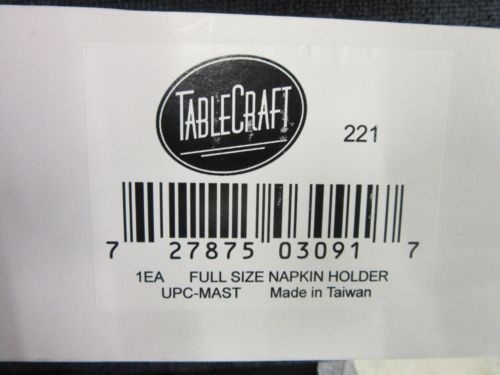 TABLECRAFT
221
7 27875 03091 7
1EA FULL SIZE NAPKIN HOLDER
UPC-MAST Made in Taiwan